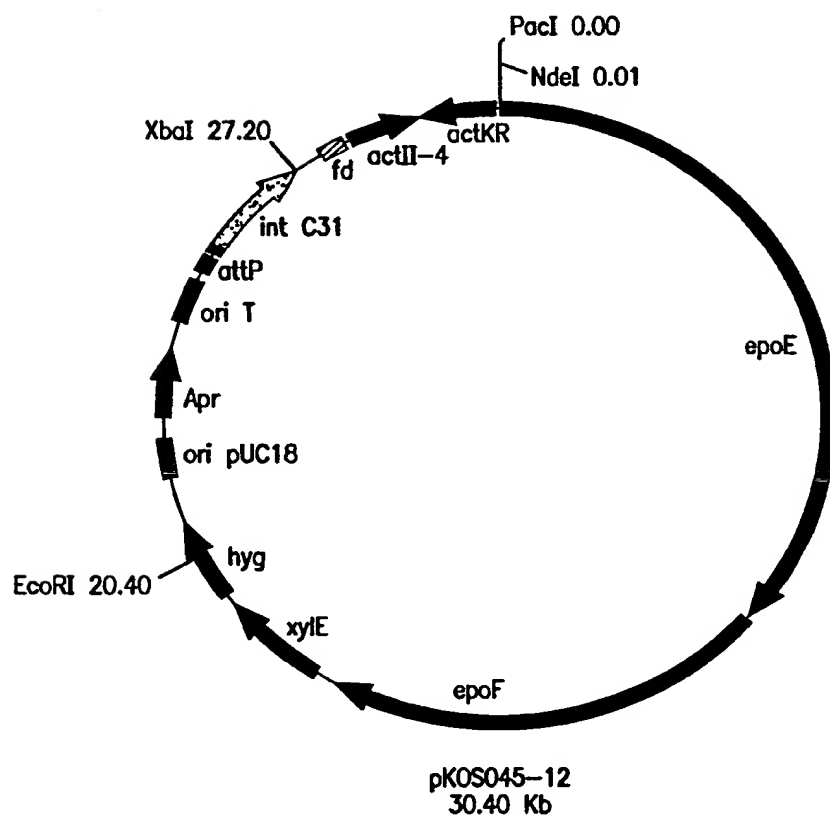 PacI 0.00
NdeI 0.01
XbaI 27.20
actKR
actII-4
fd
int C31
attP
ori T
epoE
Apr
ori pUC18
hyg
EcoRI 20.40
xylE
epoF
pKOS045-12
30.40 Kb